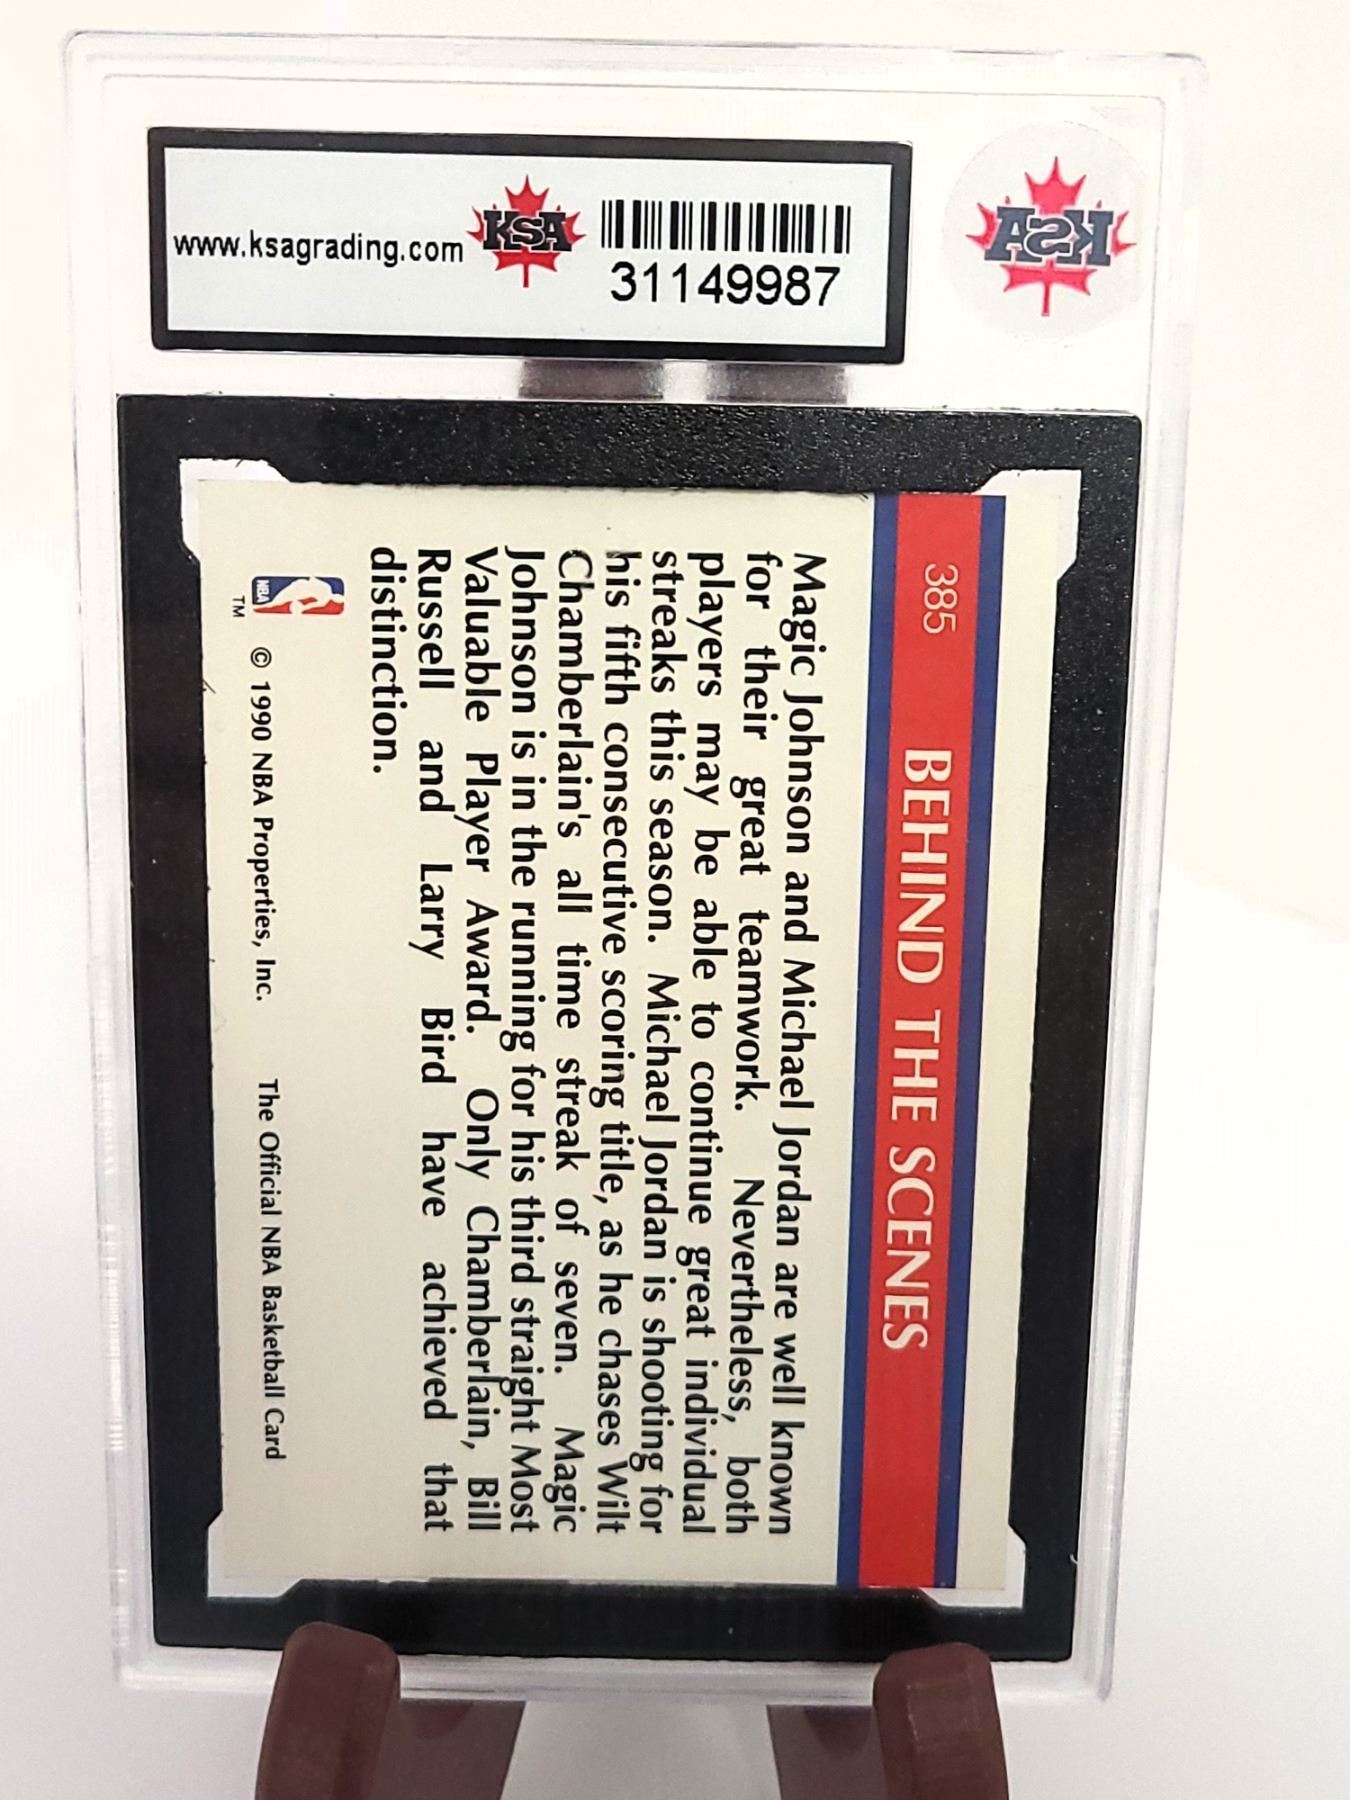 www.ksagrading.com
KSA
31149987
KSA
385
BEHIND THE SCENES
Magic Johnson and Michael Jordan are well known
for their great teamwork. Nevertheless, both
players may be able to continue great individual
streaks this season. Michael Jordan is shooting for
his fifth consecutive scoring title, as he chases Wilt
Chamberlain's all time streak of seven. Magic
Johnson is in the running for his third straight Most
Valuable Player Award. Only Chamberlain, Bill
Russell and Larry Bird have achieved that
distinction.
NBA
TM
© 1990 NBA Properties, Inc.
The Official NBA Basketball Card